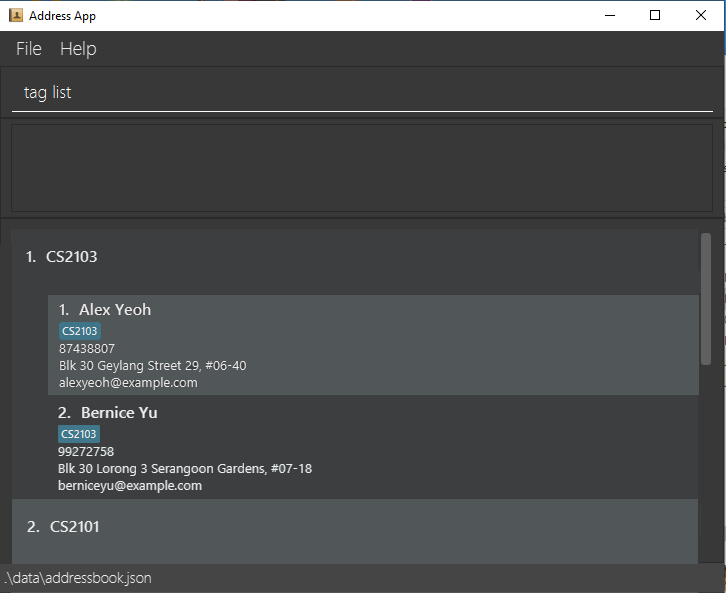 Address App
File Help
tag list
1. CS2103
1. Alex Yeoh
CS2103
87438807
Blk 30 Geylang Street 29, #06-40
alexyeoh@example.com
2. Bernice Yu
CS2103
99272758
Blk 30 Lorong 3 Serangoon Gardens, #07-18
berniceyu@example.com
2. CS2101
.\data\addressbook.json